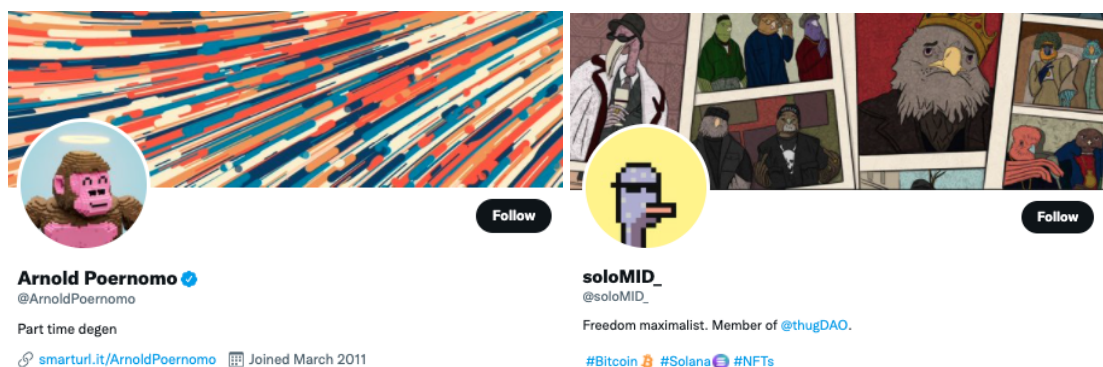 Follow
Arnold Poernomo
@ArnoldPoernomo
Part time degen
smarturl.it/ArnoldPoernomo Joined March 2011
Follow
soloMID_
@soloMID_
Freedom maximalist. Member of @thugDAO.
#Bitcoin #Solana #NFTs